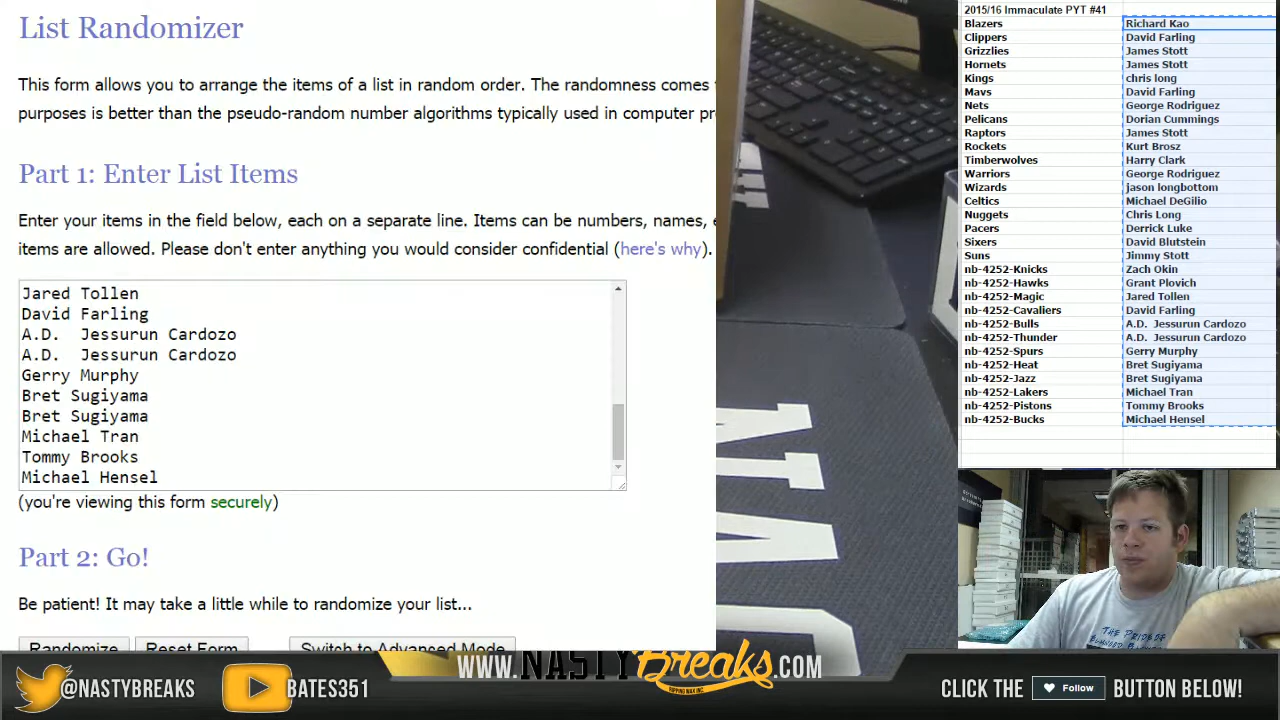 List Randomizer
This form allows you to arrange the items of a list in random order. The randomness comes
purposes is better than the pseudo-random number algorithms typically used in computer
Part 1: Enter List Items
Enter your items in the field below, each on a separate line. Items can be numbers, names,
items are allowed. Please don't enter anything you would consider confidential (here's why).
Jared Tollen
David Farling
A.D.  Jessurun Cardozo
A.D.  Jessurun Cardozo
Gerry Murphy
Bret Sugiyama
Bret Sugiyama
Michael Tran
Tommy Brooks
Michael Hensel
(you're viewing this form securely)
Part 2: Go!
Be patient! It may take a little while to randomize your list...
Randomize Reset Form Switch to Advanced Mode
2015/16 Immaculate PYT #41
Blazers Richard Kao
Clippers David Farling
Grizzlies James Stott
Hornets James Stott
Kings chris long
Mavs David Farling
Nets George Rodriguez
Pelicans Dorian Cummings
Raptors James Stott
Rockets Kurt Brosz
Timberwolves Harry Clark
Warriors George Rodriguez
Wizards jason longbottom
Celtics Michael DeGilio
Nuggets Chris Long
Pacers Derrick Luke
Sixers David Blutstein
Suns Jimmy Stott
nb-4252-Knicks Zach Okin
nb-4252-Hawks Grant Plovich
nb-4252-Magic Jared Tollen
nb-4252-Cavaliers David Farling
nb-4252-Bulls A.D.  Jessurun Cardozo
nb-4252-Thunder A.D.  Jessurun Cardozo
nb-4252-Spurs Gerry Murphy
nb-4252-Heat Bret Sugiyama
nb-4252-Jazz Bret Sugiyama
nb-4252-Lakers Michael Tran
nb-4252-Pistons Tommy Brooks
nb-4252-Bucks Michael Hensel
THE PRIDE OF
@NASTYBREAKS
BATES351
WWW.NASTYBreaks.COM
RIPPING WAX INC.
CLICK THE Follow BUTTON BELOW!